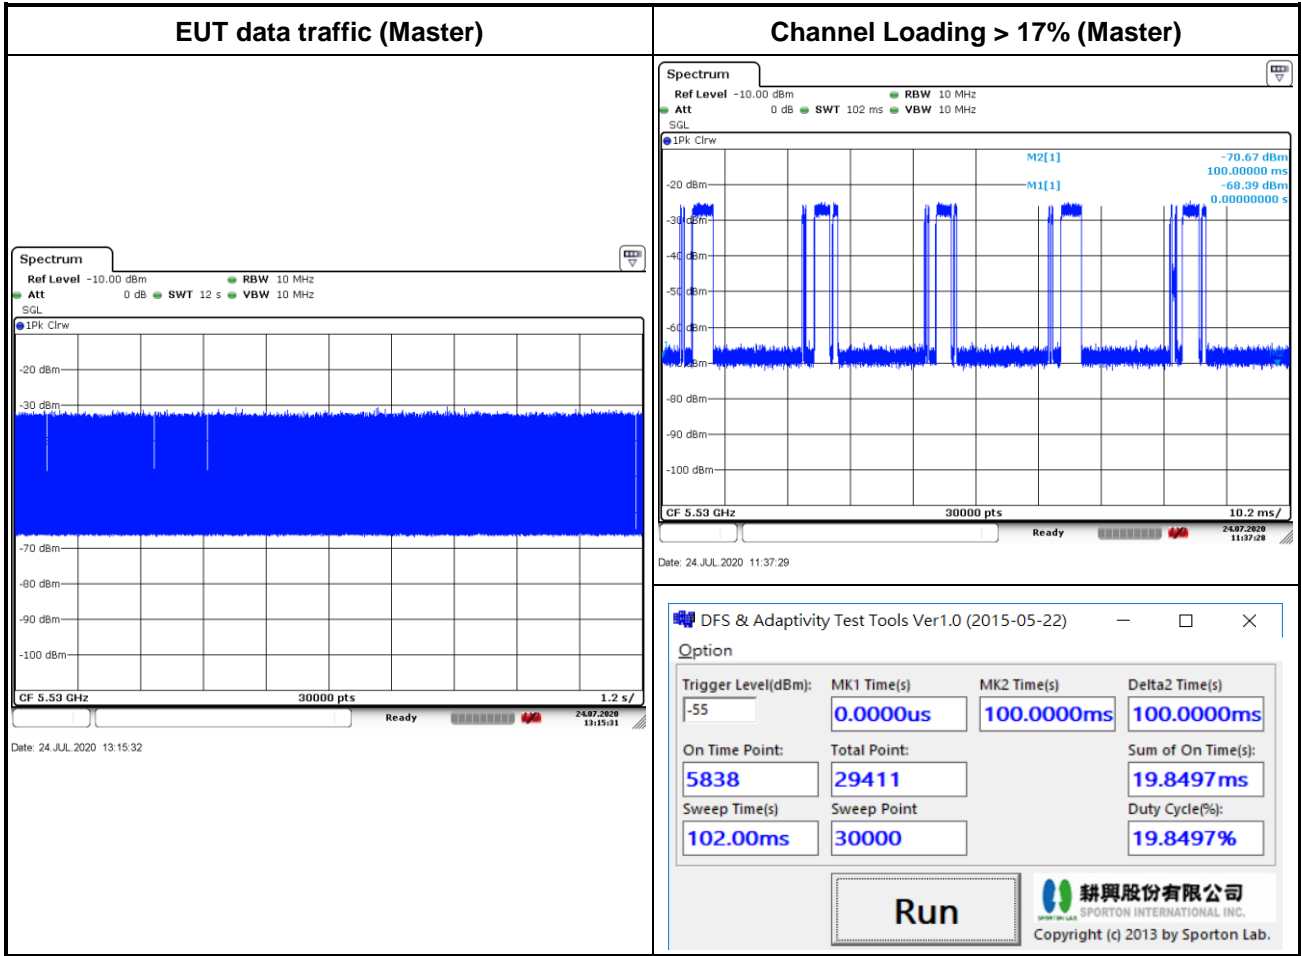 EUT data traffic (Master)
Spectrum
Ref Level -10.00 dBm RBW 10 MHz
Att 0 dB SWT 12 s VBW 10 MHz
SGL
1Pk Clrw
-20 dBm
-30 dBm
-70 dBm
-80 dBm
-90 dBm
-100 dBm
CF 5.53 GHz 30000 pts 1.2 s/
Ready 24.07.2020
13:15:31
Date: 24.JUL.2020 13:15:32
Channel Loading > 17% (Master)
Spectrum
Ref Level -10.00 dBm RBW 10 MHz
Att 0 dB SWT 102 ms VBW 10 MHz
SGL
1Pk Clrw
M2[1] -70.67 dBm
100.00000 ms
M1[1] -68.39 dBm
0.00000000 s
-20 dBm
-30 dBm
-40 dBm
-50 dBm
-60 dBm
-80 dBm
-90 dBm
-100 dBm
CF 5.53 GHz 30000 pts 10.2 ms/
Ready 24.07.2020
11:37:28
Date: 24.JUL.2020 11:37:29
DFS & Adaptivity Test Tools Ver1.0 (2015-05-22)
Option
Trigger Level(dBm): MK1 Time(s) MK2 Time(s) Delta2 Time(s)
-55 0.0000us 100.0000ms 100.0000ms
On Time Point: Total Point: Sum of On Time(s):
5838 29411 19.8497ms
Sweep Time(s) Sweep Point Duty Cycle(%):
102.00ms 30000 19.8497%
Run
耕興股份有限公司
SPORTON LAB. SPORTON INTERNATIONAL INC.
Copyright (c) 2013 by Sporton Lab.